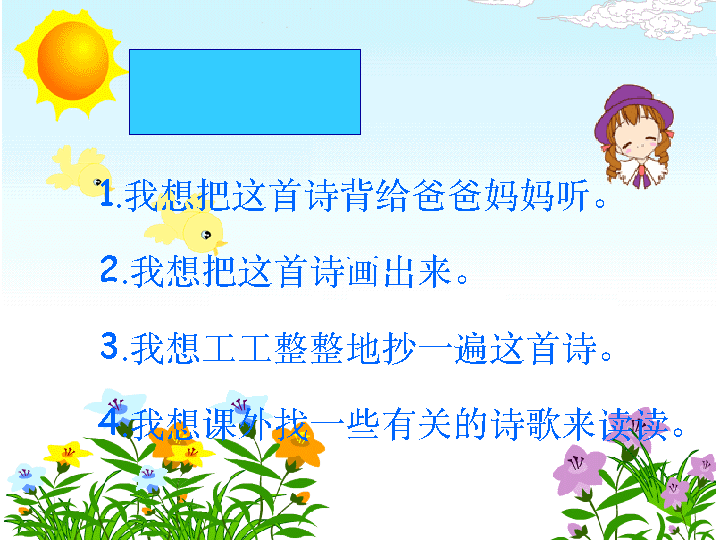 1.我想把这首诗背给爸爸妈妈听。
2.我想把这首诗画出来。
3.我想工工整整地抄一遍这首诗。
4.我想课外找一些有关的诗歌来读读。